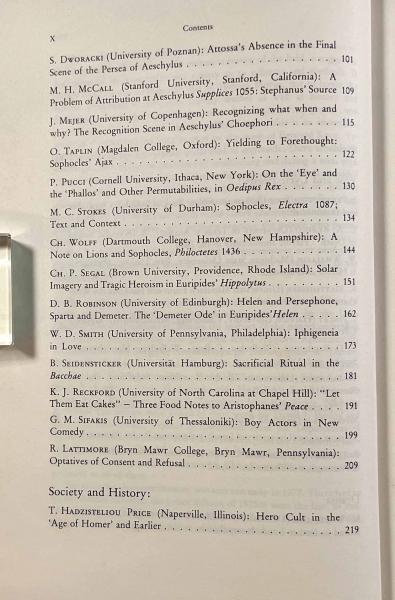 Contents
X
S. Dworacki (University of Poznan): Attossa's Absence in the Final
Scene of the Persea of Aeschylus . . . . . . . . . . . . . . . . . . 101
M. H. McCall (Stanford University, Stanford, California): A
Problem of Attribution at Aeschylus Supplices 1055: Stephanus' Source 109
J. Mejer (University of Copenhagen): Recognizing what when and
why? The Recognition Scene in Aeschylus' Choephori . . . . . . . 115
O. Taplin (Magdalen College, Oxford): Yielding to Forethought:
Sophocles' Ajax . . . . . . . . . . . . . . . . . . . . . . . . . . 122
P. Pucci (Cornell University, Ithaca, New York): On the 'Eye' and
the 'Phallos' and Other Permutabilities, in Oedipus Rex . . . . . . . 130
M. C. Stokes (University of Durham): Sophocles, Electra 1087;
Text and Context . . . . . . . . . . . . . . . . . . . . . . . . . 134
Ch. Wolff (Dartmouth College, Hanover, New Hampshire): A
Note on Lions and Sophocles, Philoctetes 1436 . . . . . . . . . . . 144
Ch. P. Segal (Brown University, Providence, Rhode Island): Solar
Imagery and Tragic Heroism in Euripides' Hippolytus . . . . . . . . 151
D. B. Robinson (University of Edinburgh): Helen and Persephone,
Sparta and Demeter. The 'Demeter Ode' in Euripides' Helen . . . . . 162
W. D. Smith (University of Pennsylvania, Philadelphia): Iphigeneia
in Love . . . . . . . . . . . . . . . . . . . . . . . . . . . . . . 173
B. Seidensticker (Universität Hamburg): Sacrificial Ritual in the
Bacchae . . . . . . . . . . . . . . . . . . . . . . . . . . . . . . 181
K. J. Reckford (University of North Carolina at Chapel Hill): "Let
Them Eat Cakes" – Three Food Notes to Aristophanes' Peace . . . . 191
G. M. Sifakis (University of Thessaloniki): Boy Actors in New
Comedy . . . . . . . . . . . . . . . . . . . . . . . . . . . . . . 199
R. Lattimore (Bryn Mawr College, Bryn Mawr, Pennsylvania):
Optatives of Consent and Refusal . . . . . . . . . . . . . . . . . . 209
Society and History:
T. Hadzisteliou Price (Naperville, Illinois): Hero Cult in the
'Age of Homer' and Earlier . . . . . . . . . . . . . . . . . . . . . 219